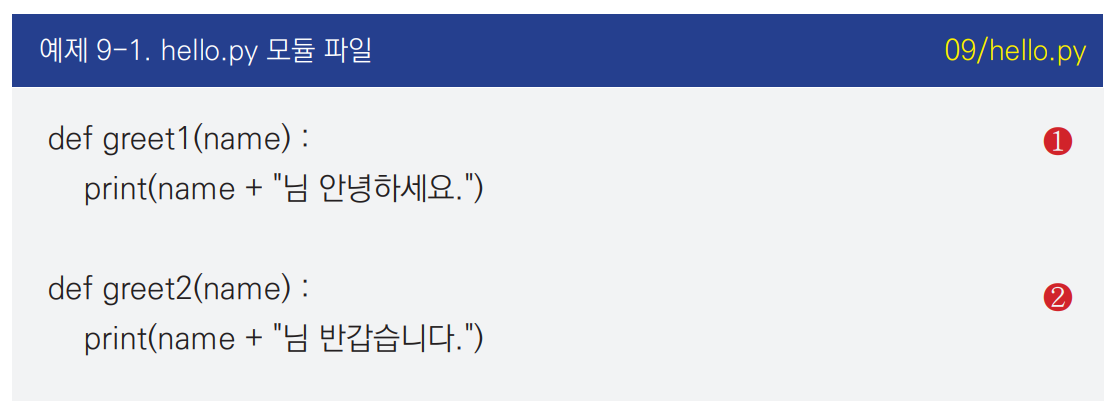 예제 9-1. hello.py 모듈 파일 09/hello.py
def greet1(name) : ❶
print(name + "님 안녕하세요.")
def greet2(name) : ❷
print(name + "님 반갑습니다.")